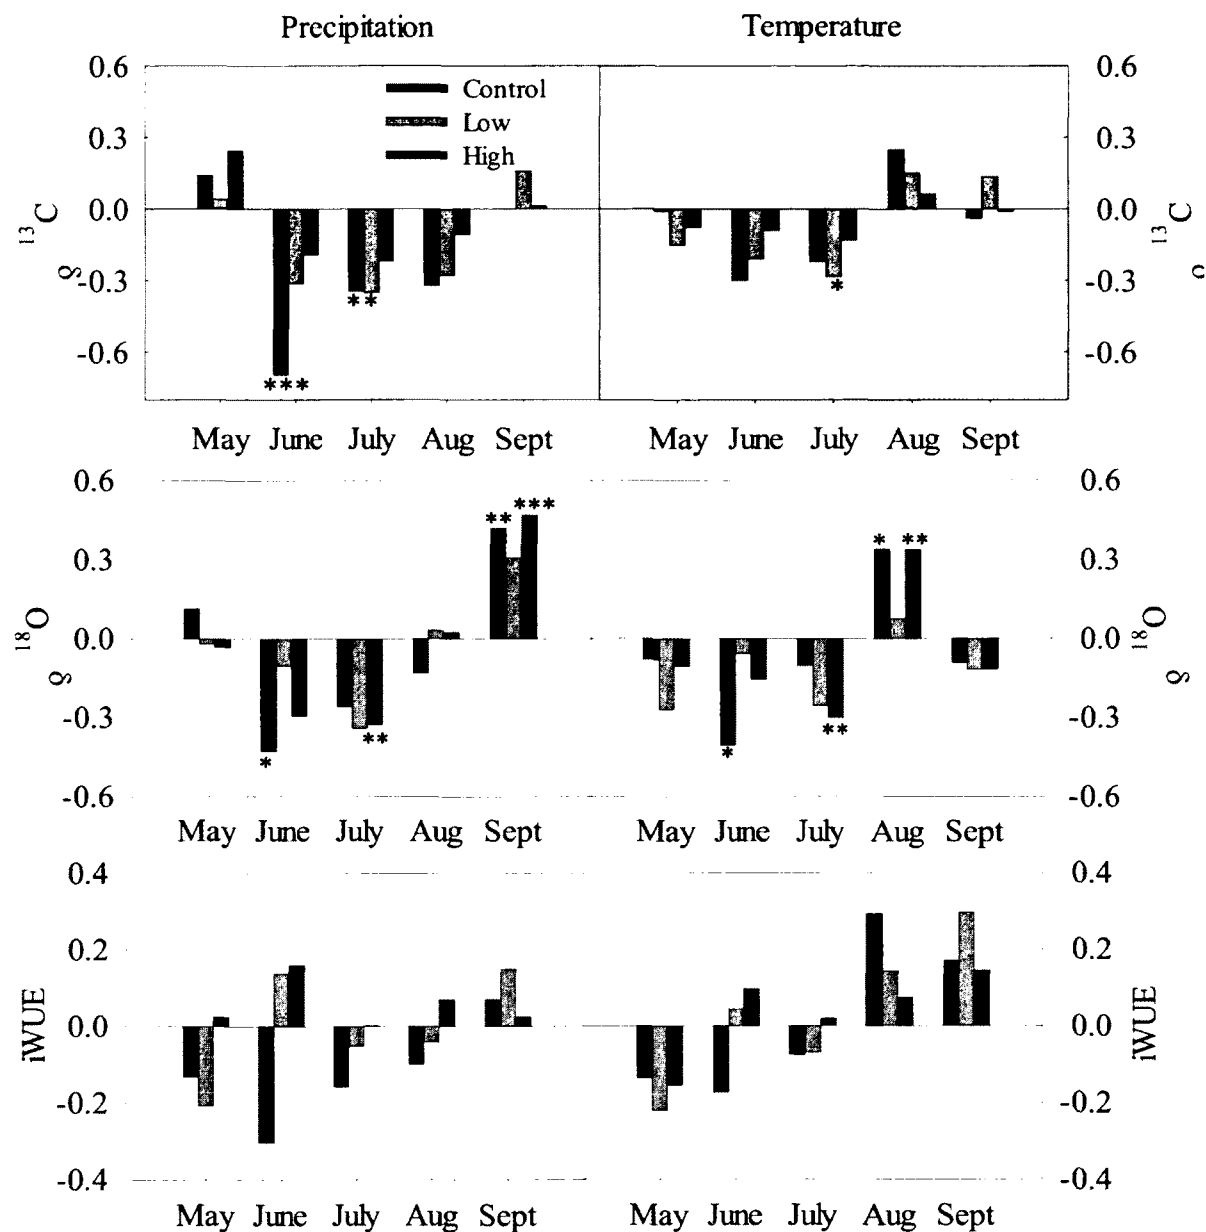 Precipitation Temperature
0.6 0.6
Control
Low
High
0.3 0.3
0.0 0.0
-0.3 -0.3
-0.6 -0.6
13C 13C
δ
** *
***
May June July Aug Sept May June July Aug Sept
0.6 0.6
** *** * **
0.3 0.3
0.0 0.0
-0.3 -0.3
-0.6 -0.6
18O 18O
δ δ
* ** * **
May June July Aug Sept May June July Aug Sept
0.4 0.4
0.2 0.2
0.0 0.0
-0.2 -0.2
-0.4 -0.4
iWUE iWUE
May June July Aug Sept May June July Aug Sept